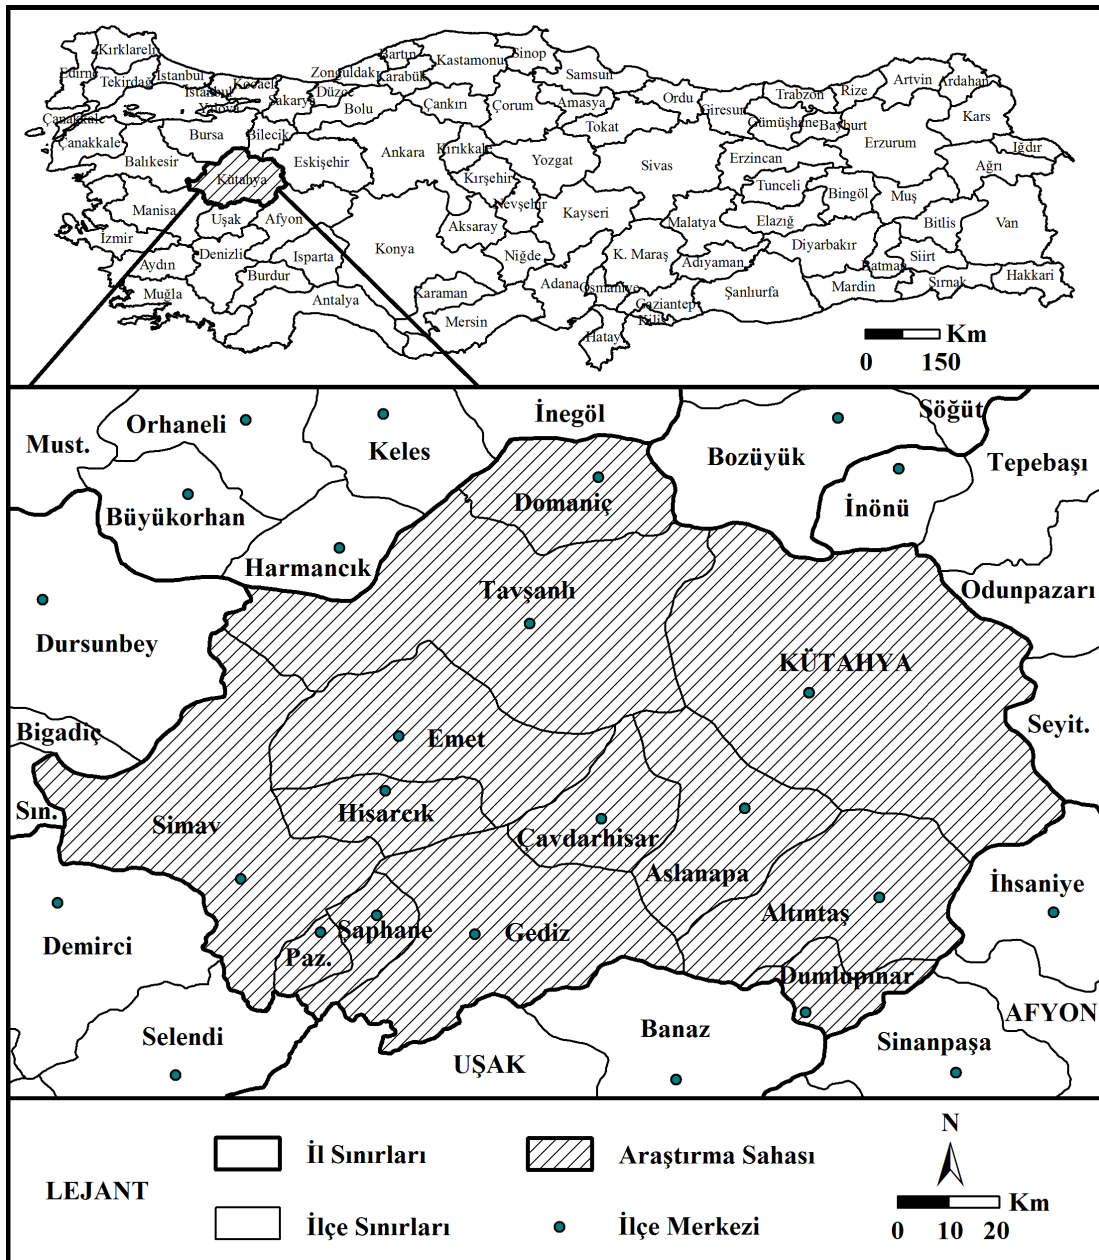 Kırklareli
Edirne
Tekirdağ
İstanbul
İstanbul
Kocaeli
Yalova
Sakarya
Düzce
Zonguldak
Bartın
Karabük
Kastamonu
Sinop
Samsun
Bolu
Çankırı
Çorum
Amasya
Tokat
Ordu
Giresun
Trabzon
Gümüşhane
Bayburt
Rize
Artvin
Ardahan
Kars
Iğdır
Çanakkale
Çanakkale
Balıkesir
Bursa
Bilecik
Eskişehir
Ankara
Kırıkkale
Kırşehir
Yozgat
Sivas
Erzincan
Erzurum
Ağrı
Kütahya
Manisa
Uşak
Afyon
İzmir
Aydın
Denizli
Isparta
Burdur
Muğla
Antalya
Konya
Aksaray
Nevşehir
Kayseri
Niğde
Karaman
Mersin
Adana
Osmaniye
K. Maraş
Malatya
Adıyaman
Gaziantep
Kilis
Hatay
Şanlıurfa
Tunceli
Elazığ
Bingöl
Muş
Bitlis
Van
Diyarbakır
Batman
Siirt
Mardin
Şırnak
Hakkari
Km
0 150
Orhaneli
Must.
Keles
İnegöl
Bozüyük
Söğüt
Tepebaşı
Büyükorhan
Domaniç
İnönü
Harmancık
Tavşanlı
Odunpazarı
Dursunbey
KÜTAHYA
Bigadiç
Emet
Seyit.
Sın.
Simav
Hisarcık
Çavdarhisar
Aslanapa
İhsaniye
Altıntaş
Demirci
Paz.
Şaphane
Gediz
Dumlupınar
AFYON
Selendi
UŞAK
Banaz
Sinanpaşa
LEJANT
İl Sınırları
Araştırma Sahası
İlçe Sınırları
İlçe Merkezi
N
Km
0 10 20